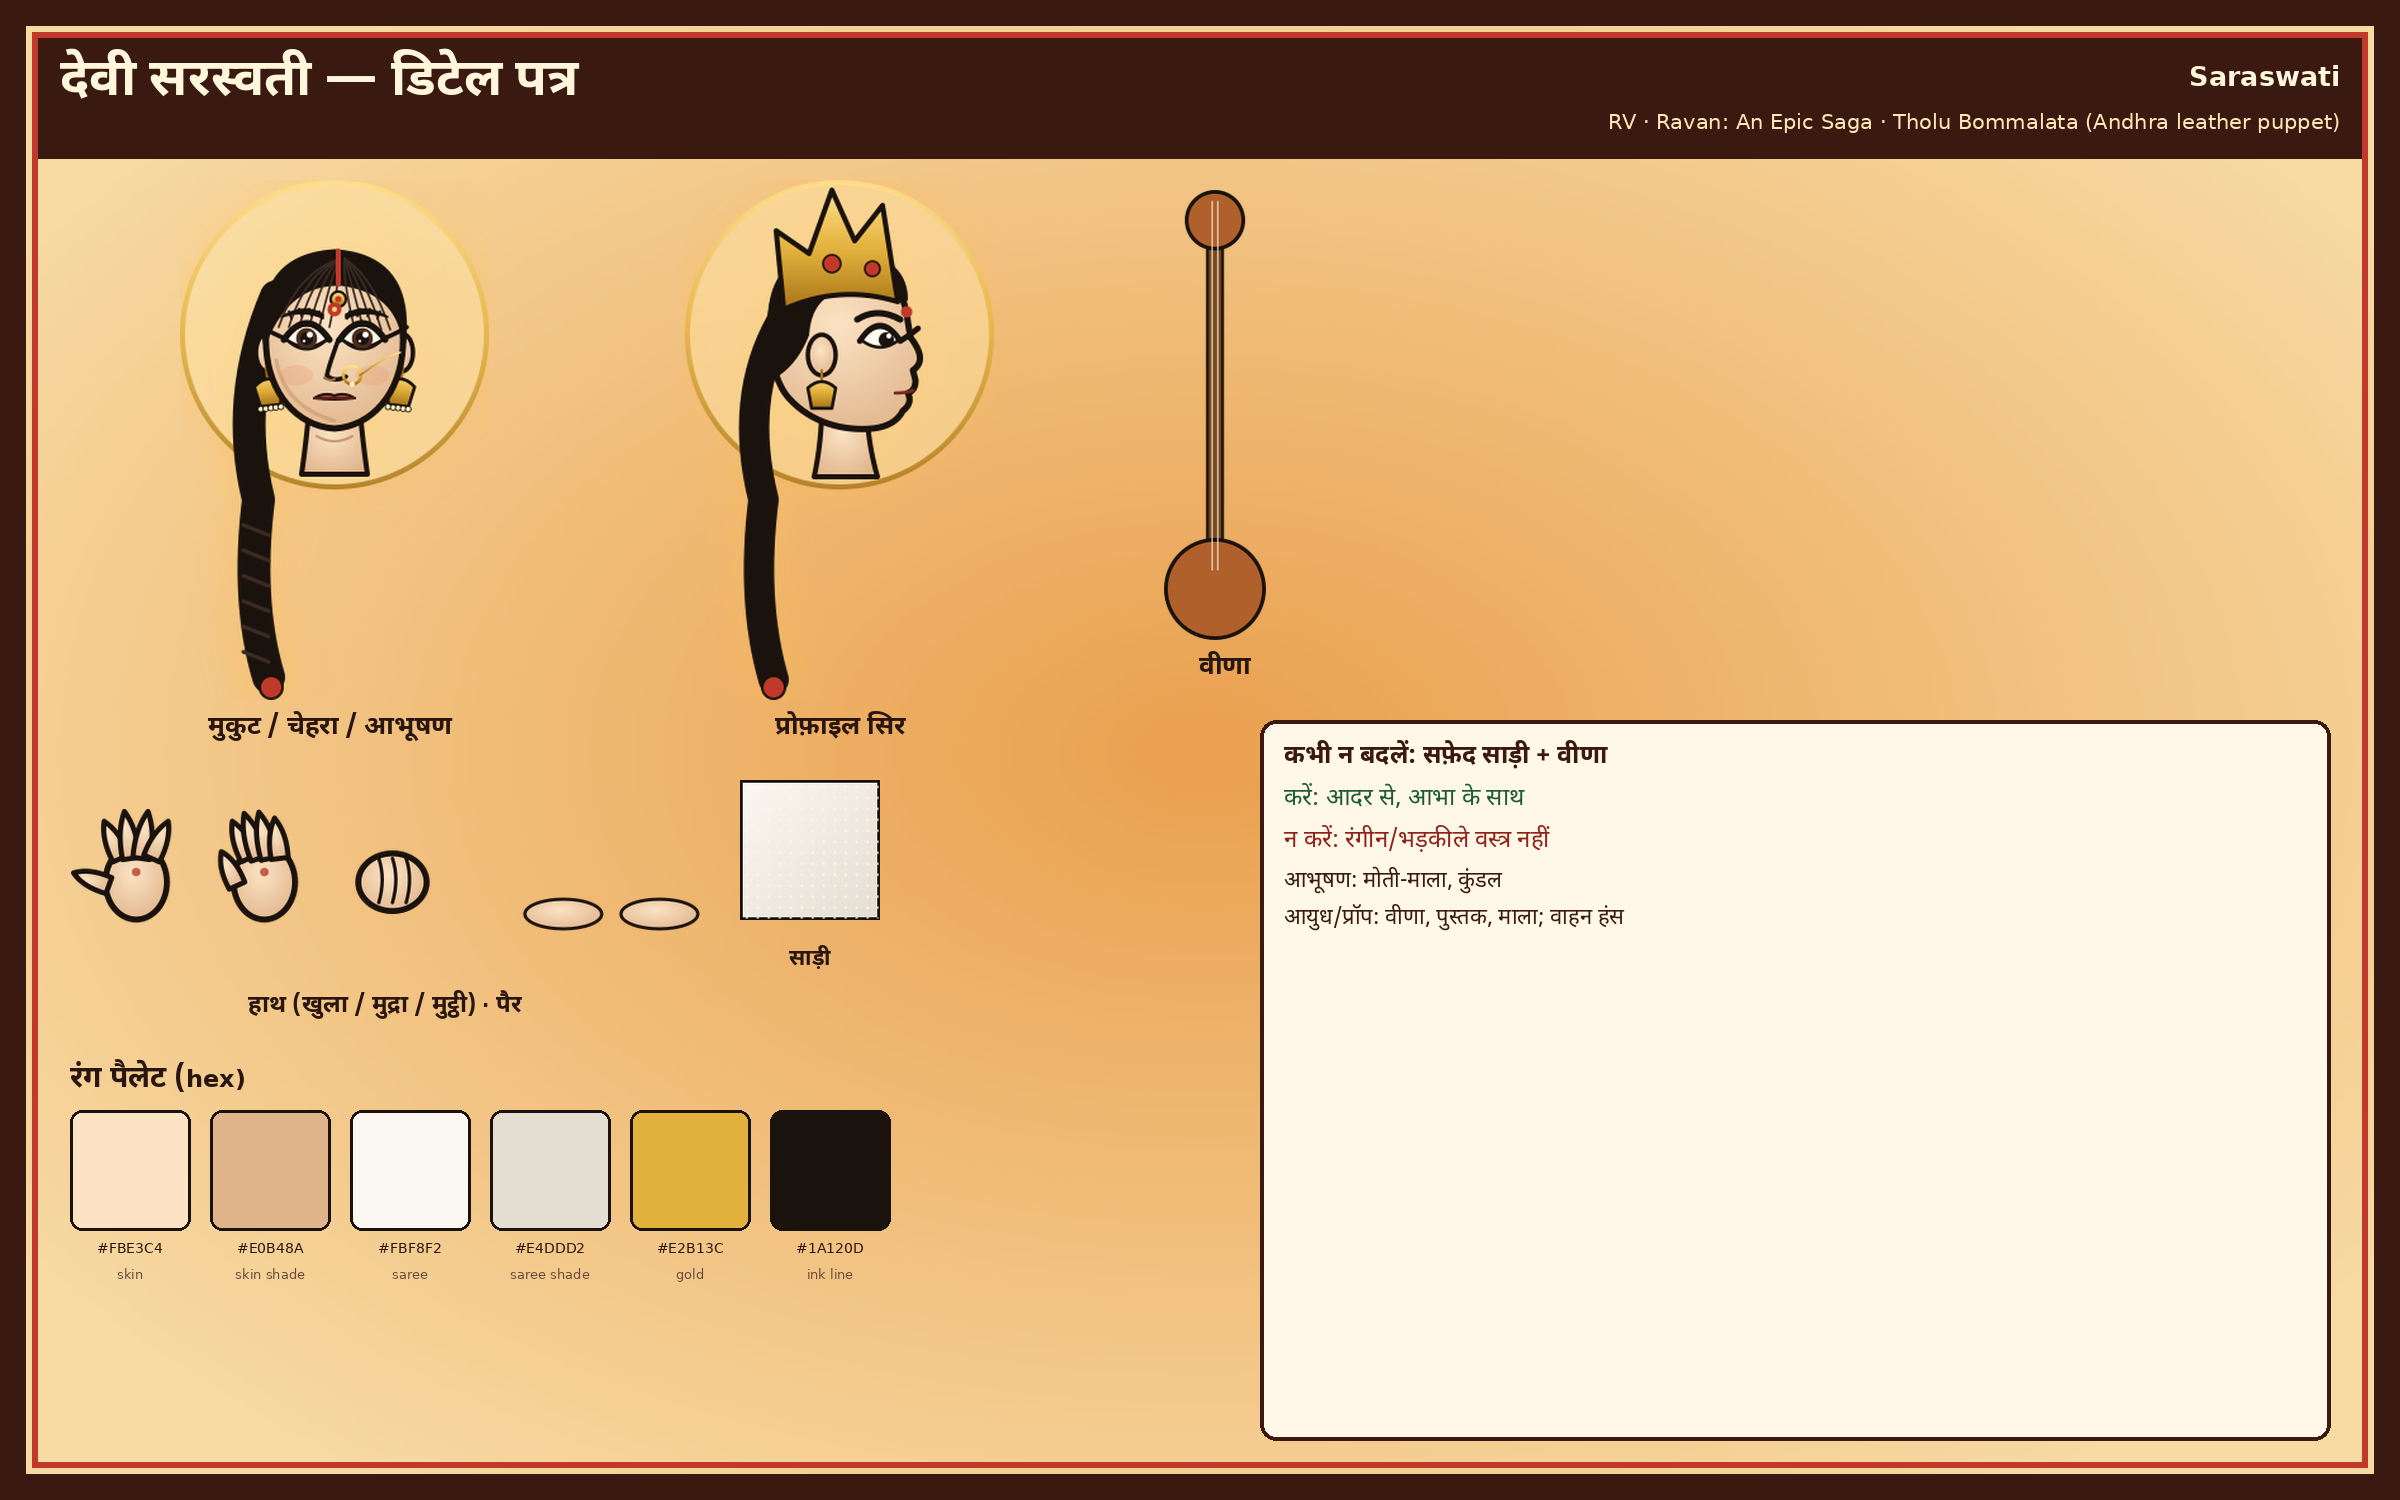 देवी सरस्वती — डिटेल पत्र
Saraswati
RV · Ravan: An Epic Saga · Tholu Bommalata (Andhra leather puppet)
वीणा
मुकुट / चेहरा / आभूषण
प्रोफ़ाइल सिर
कभी न बदलें: सफ़ेद साड़ी + वीणा
करें: आदर से, आभा के साथ
न करें: रंगीन/भड़कीले वस्त्र नहीं
आभूषण: मोती-माला, कुंडल
आयुध/प्रॉप: वीणा, पुस्तक, माला; वाहन हंस
साड़ी
हाथ (खुला / मुद्रा / मुट्ठी) · पैर
रंग पैलेट (hex)
#FBE3C4 #E0B48A #FBF8F2 #E4DDD2 #E2B13C #1A120D
skin skin shade saree saree shade gold ink line